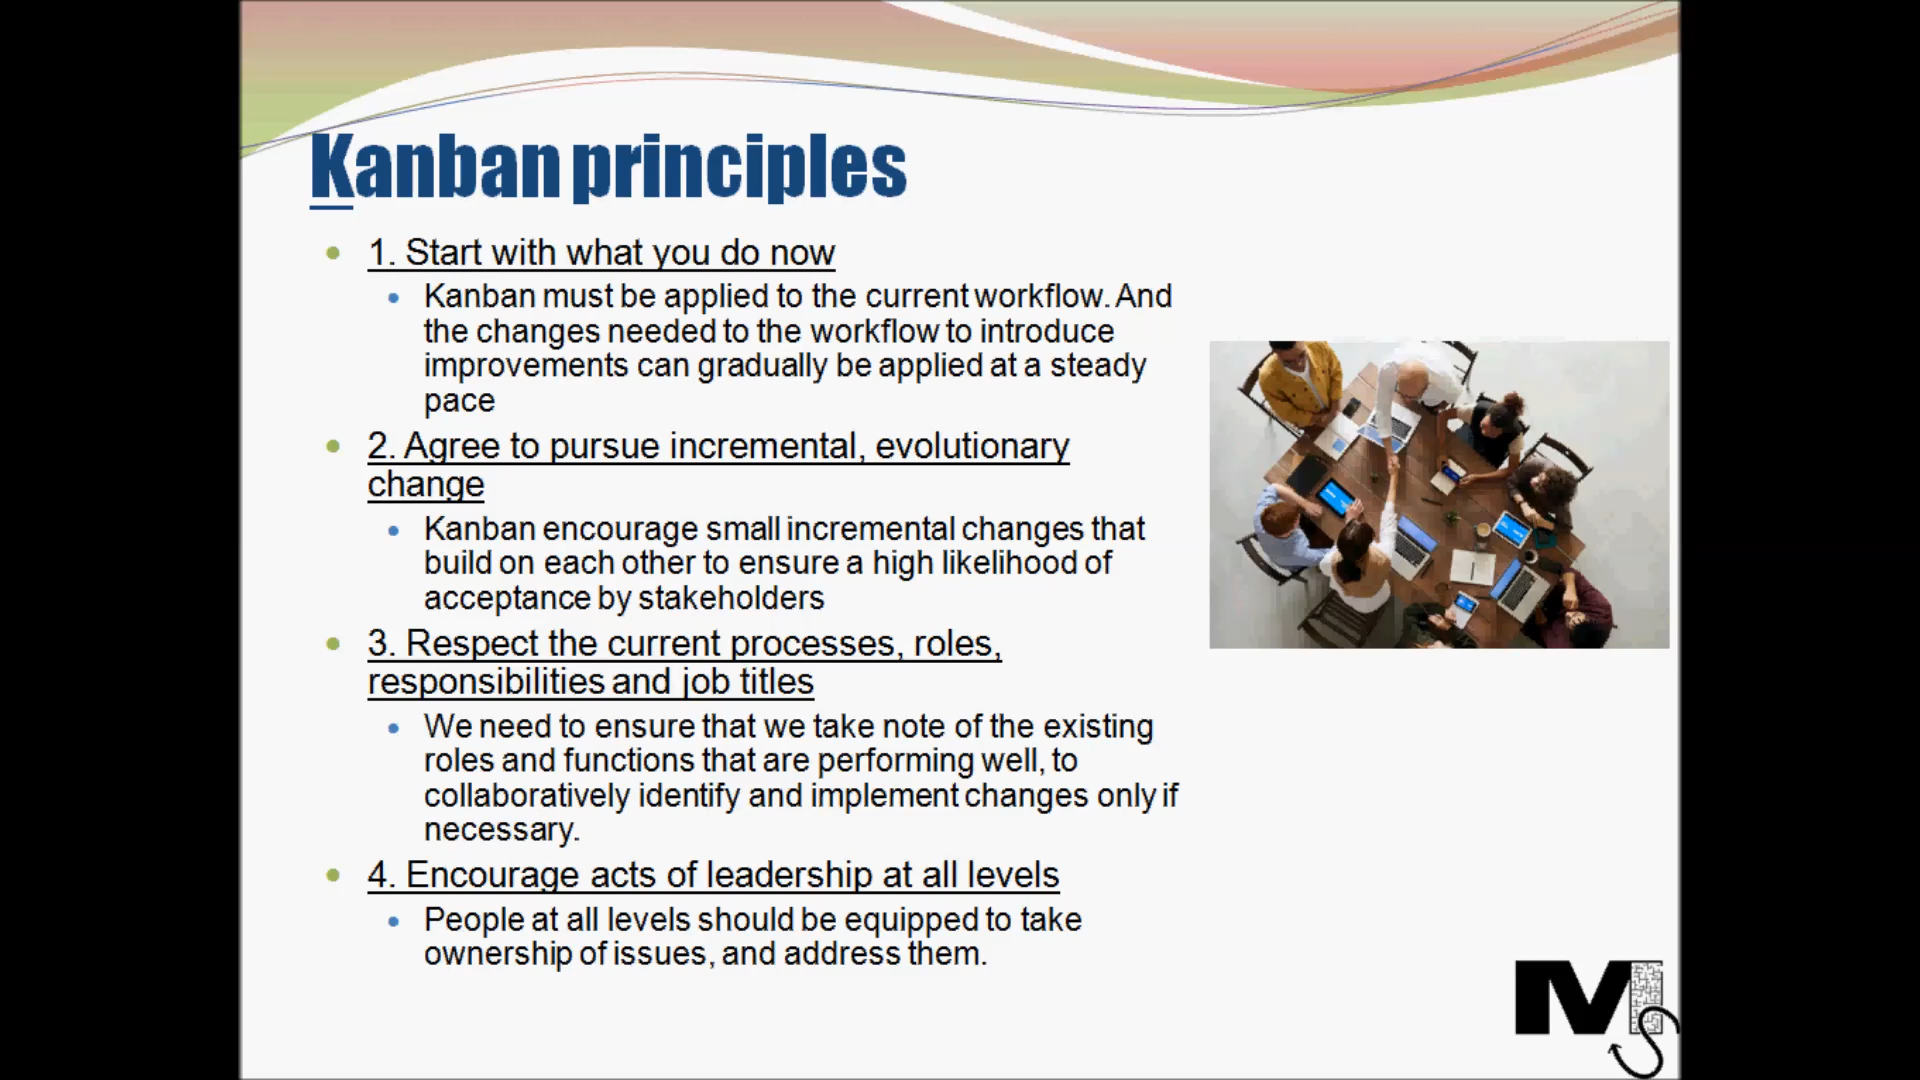 Kanban principles
1. Start with what you do now
Kanban must be applied to the current workflow. And
the changes needed to the workflow to introduce
improvements can gradually be applied at a steady
pace
2. Agree to pursue incremental, evolutionary
change
Kanban encourage small incremental changes that
build on each other to ensure a high likelihood of
acceptance by stakeholders
3. Respect the current processes, roles,
responsibilities and job titles
We need to ensure that we take note of the existing
roles and functions that are performing well, to
collaboratively identify and implement changes only if
necessary.
4. Encourage acts of leadership at all levels
People at all levels should be equipped to take
ownership of issues, and address them.
MS